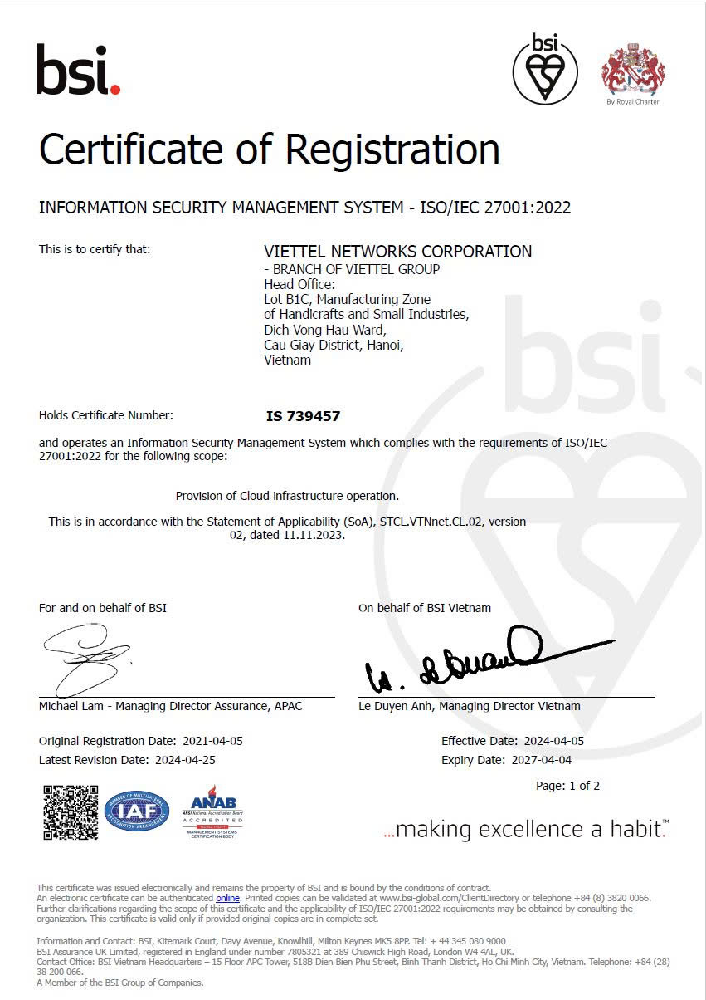 bsi.
bsi
By Royal Charter
Certificate of Registration
INFORMATION SECURITY MANAGEMENT SYSTEM - ISO/IEC 27001:2022
This is to certify that:
VIETTEL NETWORKS CORPORATION
- BRANCH OF VIETTEL GROUP
Head Office:
Lot B1C, Manufacturing Zone
of Handicrafts and Small Industries,
Dich Vong Hau Ward,
Cau Giay District, Hanoi,
Vietnam
bsi
Holds Certificate Number:
IS 739457
and operates an Information Security Management System which complies with the requirements of ISO/IEC
27001:2022 for the following scope:
Provision of Cloud infrastructure operation.
This is in accordance with the Statement of Applicability (SoA), STCL.VTNnet.CL.02, version
02, dated 11.11.2023.
For and on behalf of BSI
On behalf of BSI Vietnam
Michael Lam - Managing Director Assurance, APAC
Le Duyen Anh, Managing Director Vietnam
Original Registration Date: 2021-04-05
Effective Date: 2024-04-05
Latest Revision Date: 2024-04-25
Expiry Date: 2027-04-04
Page: 1 of 2
MEMBER OF MULTILATERAL
IAF
RECOGNITION ARRANGEMENT
ANAB
ANSI National Accreditation Board
ACCREDITED
MANAGEMENT SYSTEMS
CERTIFICATION BODY
...making excellence a habit.™
This certificate was issued electronically and remains the property of BSI and is bound by the conditions of contract.
An electronic certificate can be authenticated online. Printed copies can be validated at www.bsi-global.com/ClientDirectory or telephone +84 (8) 3820 0066.
Further clarifications regarding the scope of this certificate and the applicability of ISO/IEC 27001:2022 requirements may be obtained by consulting the
organization. This certificate is valid only if provided original copies are in complete set.
Information and Contact: BSI, Kitemark Court, Davy Avenue, Knowlhill, Milton Keynes MK5 8PP. Tel: + 44 345 080 9000
BSI Assurance UK Limited, registered in England under number 7805321 at 389 Chiswick High Road, London W4 4AL, UK.
Contact Office: BSI Vietnam Headquarters – 15 Floor APC Tower, 518B Dien Bien Phu Street, Binh Thanh District, Ho Chi Minh City, Vietnam. Telephone: +84 (28)
38 200 066.
A Member of the BSI Group of Companies.